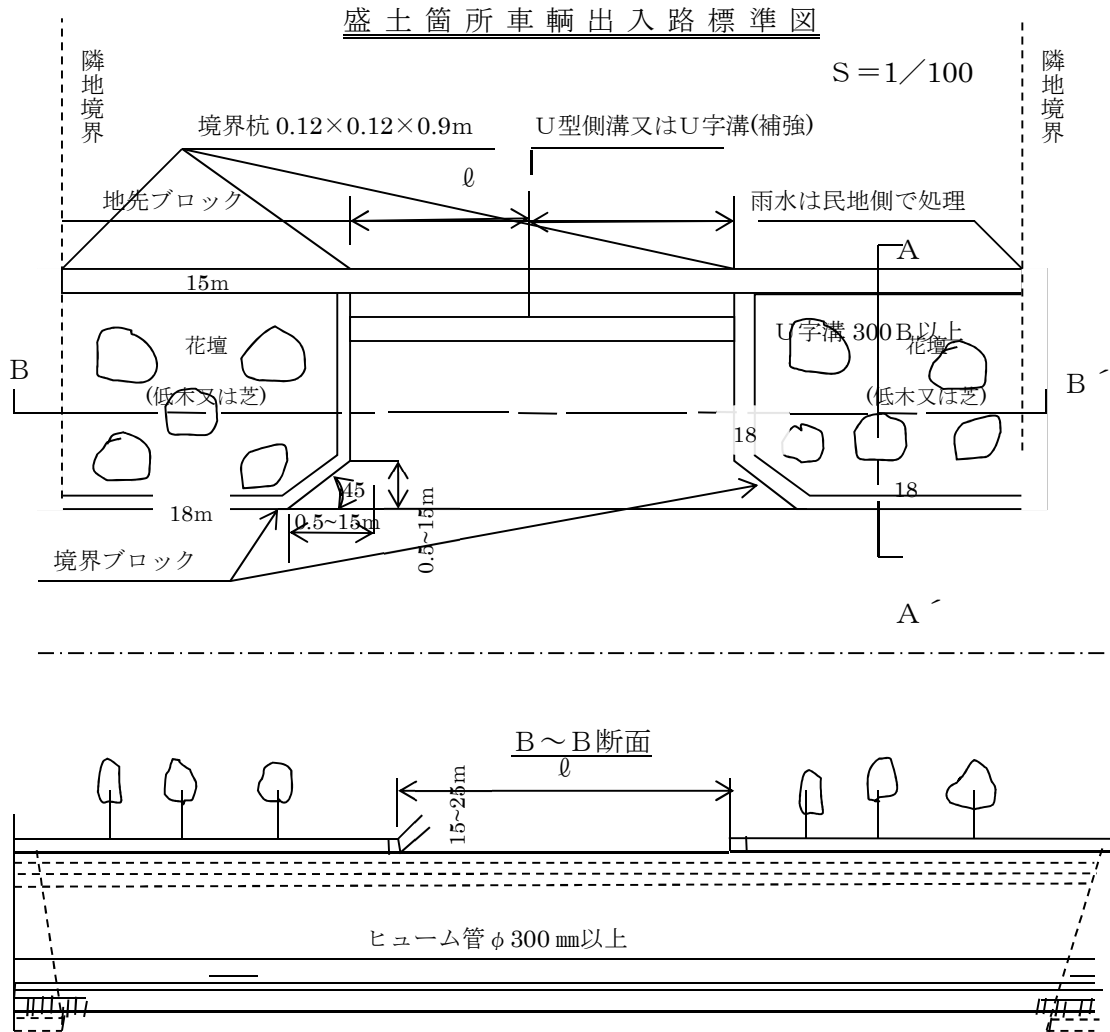 盛土箇所車輌出入路標準図
Ｓ＝1／100
隣地境界
隣地境界
境界杭 0.12×0.12×0.9m
Ｕ型側溝又はＵ字溝(補強)
ℓ
地先ブロック
雨水は民地側で処理
Ａ
15m
Ｕ字溝 300Ｂ以上
花壇
花壇
Ｂ
Ｂ´
(低木又は芝)
(低木又は芝)
18
45
18
18m
0.5~15m
0.5~15m
境界ブロック
Ａ´
Ｂ～Ｂ断面
ℓ
15~25m
ヒューム管φ300㎜以上